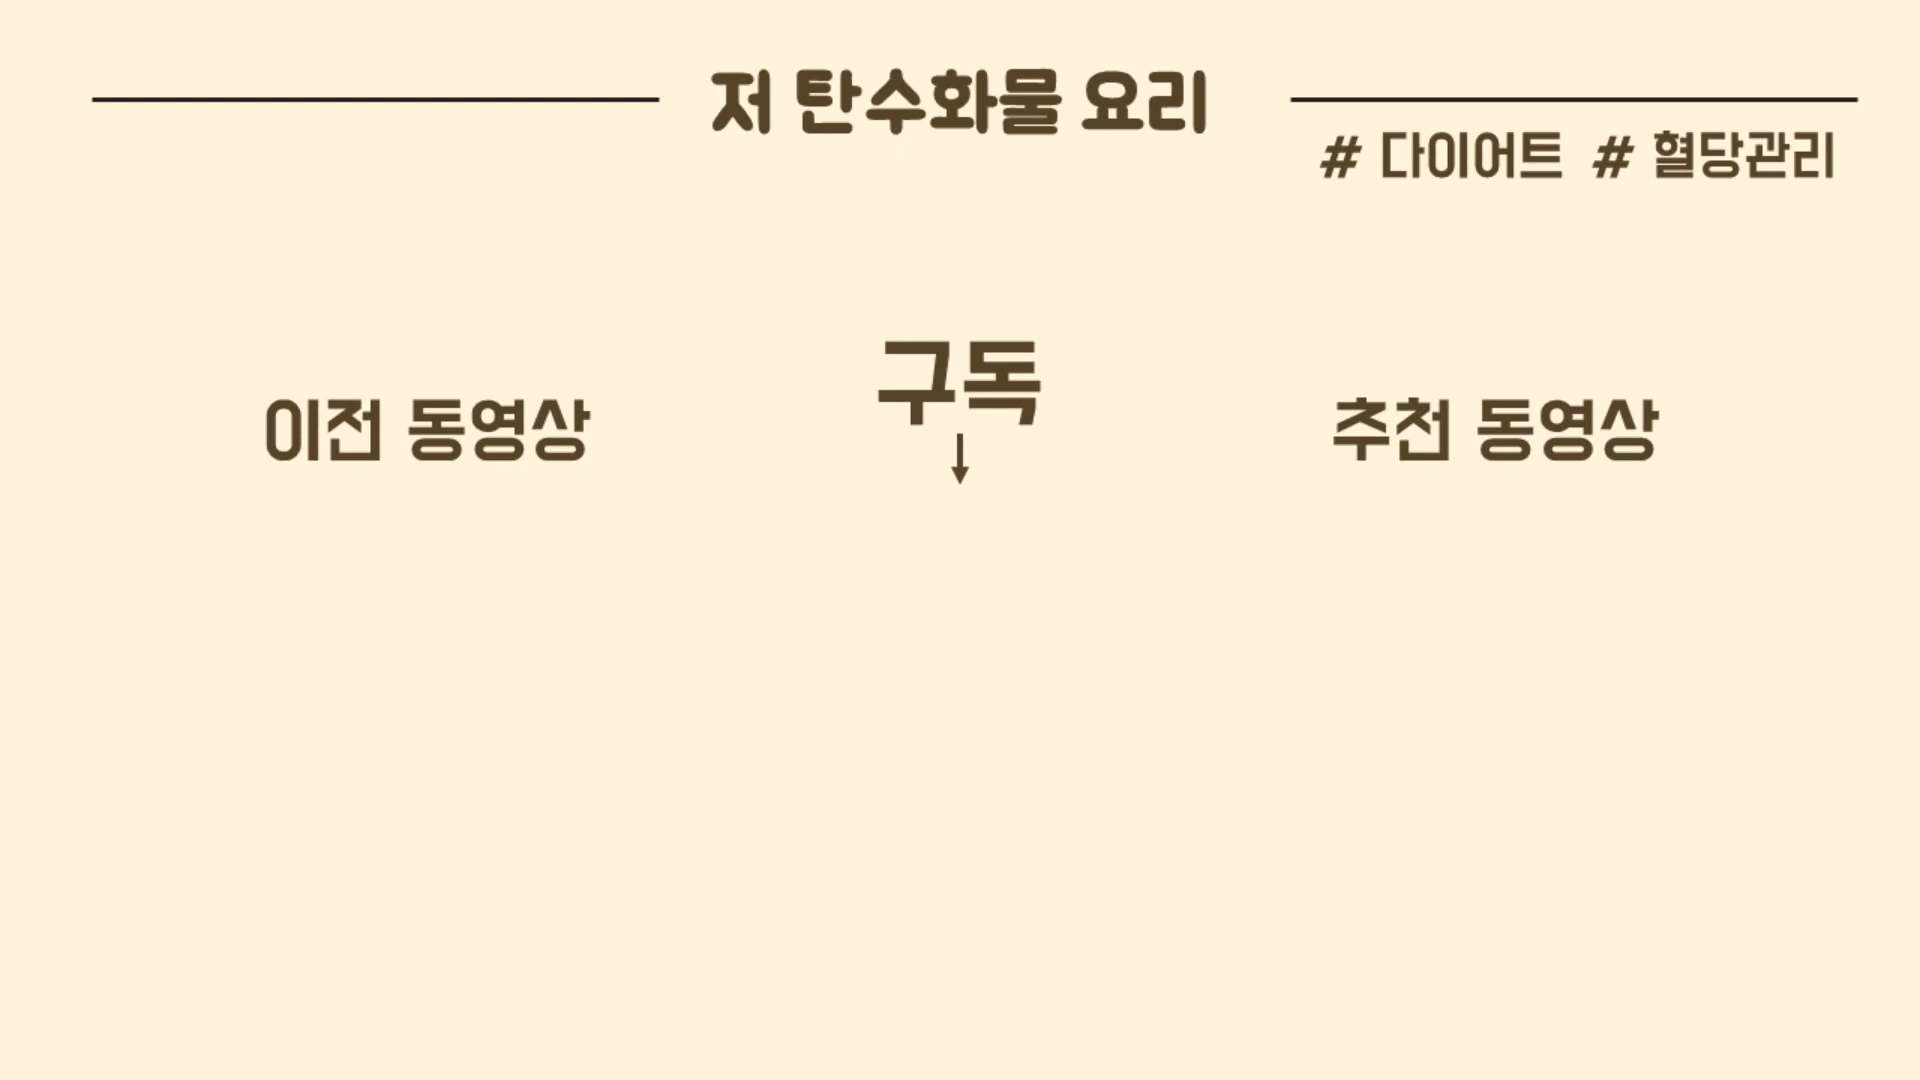 저 탄수화물 요리
# 다이어트 # 혈당관리
구독
이전 동영상
추천 동영상